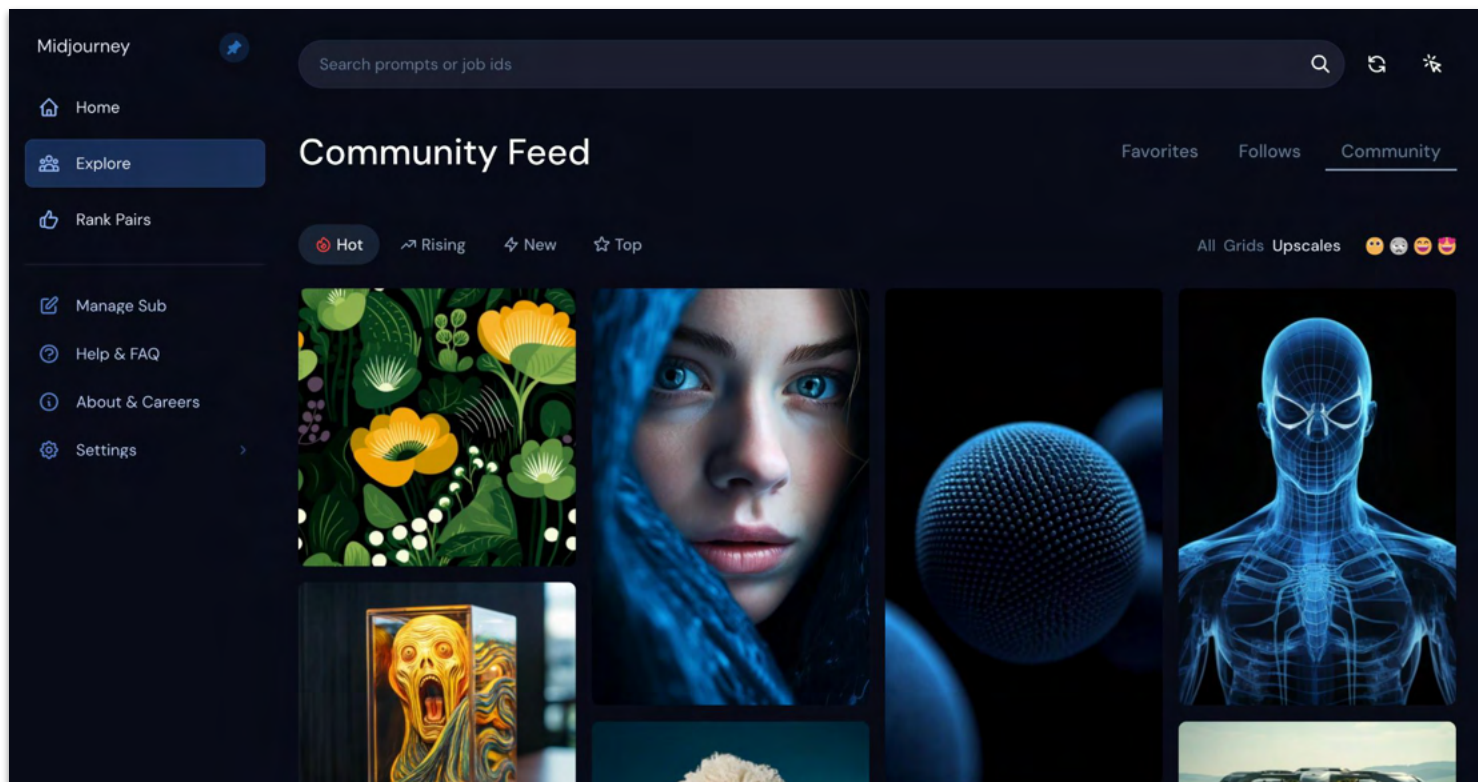 Midjourney
Home
Explore
Rank Pairs
Manage Sub
Help & FAQ
About & Careers
Settings
Search prompts or job ids
Community Feed
Favorites Follows Community
Hot Rising New Top
All Grids Upscales